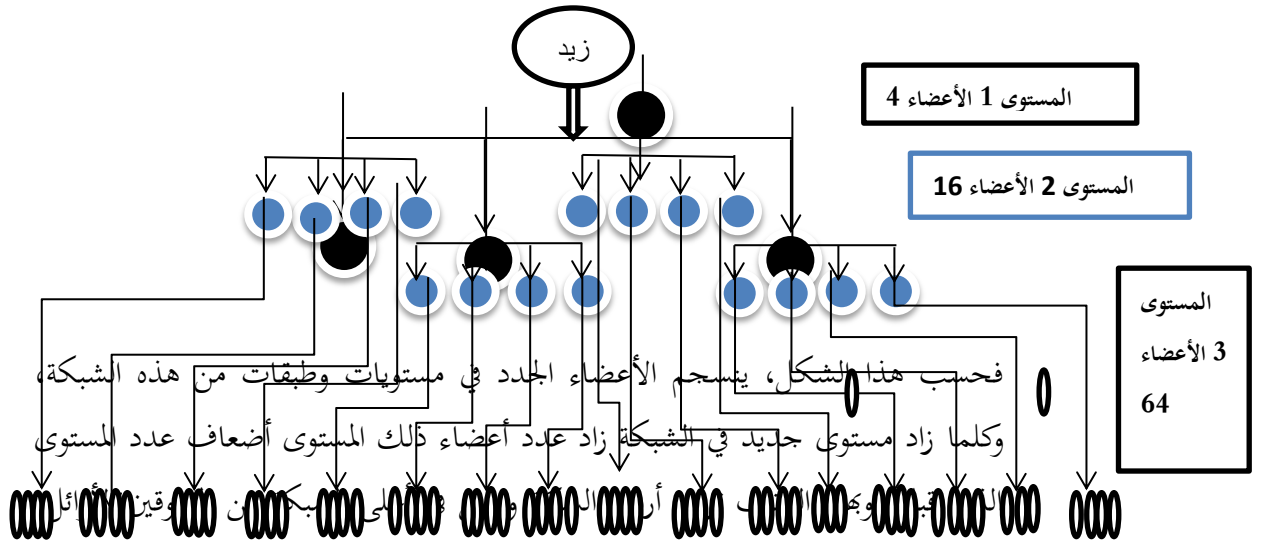 زيد
المستوى 1 الأعضاء 4
المستوى 2 الأعضاء 16
المستوى
3 الأعضاء
64
فحسب هذا الشكل، ينسجم الأعضاء الجدد في مستويات وطبقات من هذه الشبكة،
وكلما زاد مستوى جديد في الشبكة زاد عدد أعضاء ذلك المستوى أضعاف عدد المستوى